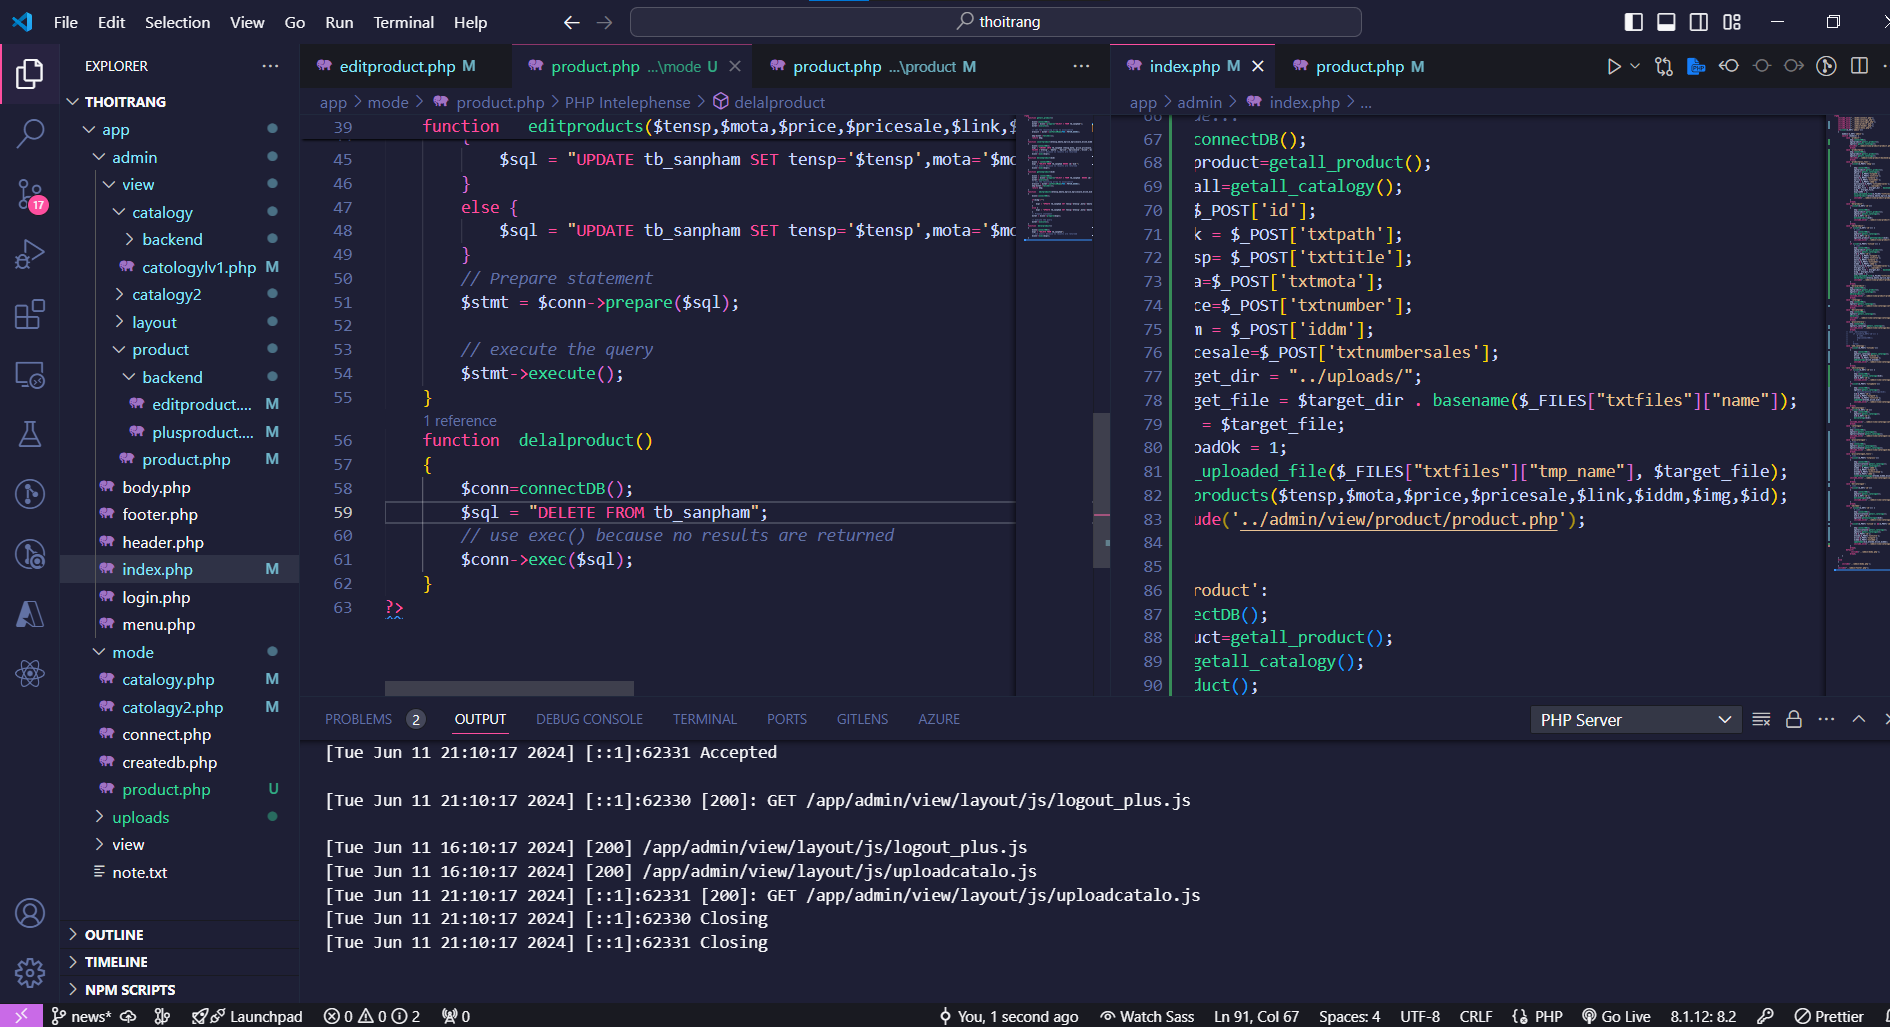 File Edit Selection View Go Run Terminal Help
thoitrang
EXPLORER
THOITRANG
app
admin
view
catalogy
backend
catologylv1.php M
catalogy2
layout
product
backend
editproduct.... M
plusproduct.... M
product.php M
body.php
footer.php
header.php
index.php M
login.php
menu.php
mode
catalogy.php M
catolagy2.php M
connect.php
createdb.php
product.php U
uploads
view
note.txt
OUTLINE
TIMELINE
NPM SCRIPTS
17
editproduct.php M
product.php ...\mode U
product.php ...\product M
app > mode > product.php > PHP Intelephense > delalproduct
39 function editproducts($tensp,$mota,$price,$pricesale,$link,$
45 $sql = "UPDATE tb_sanpham SET tensp='$tensp',mota='$mo
46 }
47 else {
48 $sql = "UPDATE tb_sanpham SET tensp='$tensp',mota='$mo
49 }
50 // Prepare statement
51 $stmt = $conn->prepare($sql);
52
53 // execute the query
54 $stmt->execute();
55 }
1 reference
56 function delalproduct()
57 {
58 $conn=connectDB();
59 $sql = "DELETE FROM tb_sanpham";
60 // use exec() because no results are returned
61 $conn->exec($sql);
62 }
63 ?>
index.php M
product.php M
app > admin > index.php > ...
67 connectDB();
68 product=getall_product();
69 all=getall_catalogy();
70 $_POST['id'];
71 k = $_POST['txtpath'];
72 sp= $_POST['txttitle'];
73 a=$_POST['txtmota'];
74 ce=$_POST['txtnumber'];
75 m = $_POST['iddm'];
76 cesale=$_POST['txtnumbersales'];
77 get_dir = "../uploads/";
78 get_file = $target_dir . basename($_FILES["txtfiles"]["name"]);
79 = $target_file;
80 oadOk = 1;
81 _uploaded_file($_FILES["txtfiles"]["tmp_name"], $target_file);
82 products($tensp,$mota,$price,$pricesale,$link,$iddm,$img,$id);
83 ude('../admin/view/product/product.php');
84
85
86 roduct':
87 ectDB();
88 uct=getall_product();
89 getall_catalogy();
90 duct();
PROBLEMS 2 OUTPUT DEBUG CONSOLE TERMINAL PORTS GITLENS AZURE
PHP Server
[Tue Jun 11 21:10:17 2024] [::1]:62331 Accepted
[Tue Jun 11 21:10:17 2024] [::1]:62330 [200]: GET /app/admin/view/layout/js/logout_plus.js
[Tue Jun 11 16:10:17 2024] [200] /app/admin/view/layout/js/logout_plus.js
[Tue Jun 11 16:10:17 2024] [200] /app/admin/view/layout/js/uploadcatalo.js
[Tue Jun 11 21:10:17 2024] [::1]:62331 [200]: GET /app/admin/view/layout/js/uploadcatalo.js
[Tue Jun 11 21:10:17 2024] [::1]:62330 Closing
[Tue Jun 11 21:10:17 2024] [::1]:62331 Closing
news* Launchpad 0 0 2 0 You, 1 second ago Watch Sass Ln 91, Col 67 Spaces: 4 UTF-8 CRLF PHP Go Live 8.1.12: 8.2 Prettier